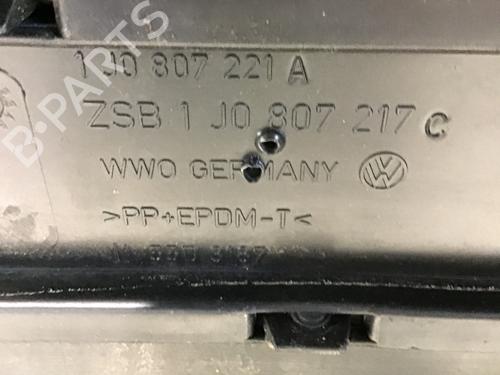 B-PARTS
1J0 807 221 A
ZSB 1 J0 807 217 C
WWO GERMANY
>PP+EPDM-T<